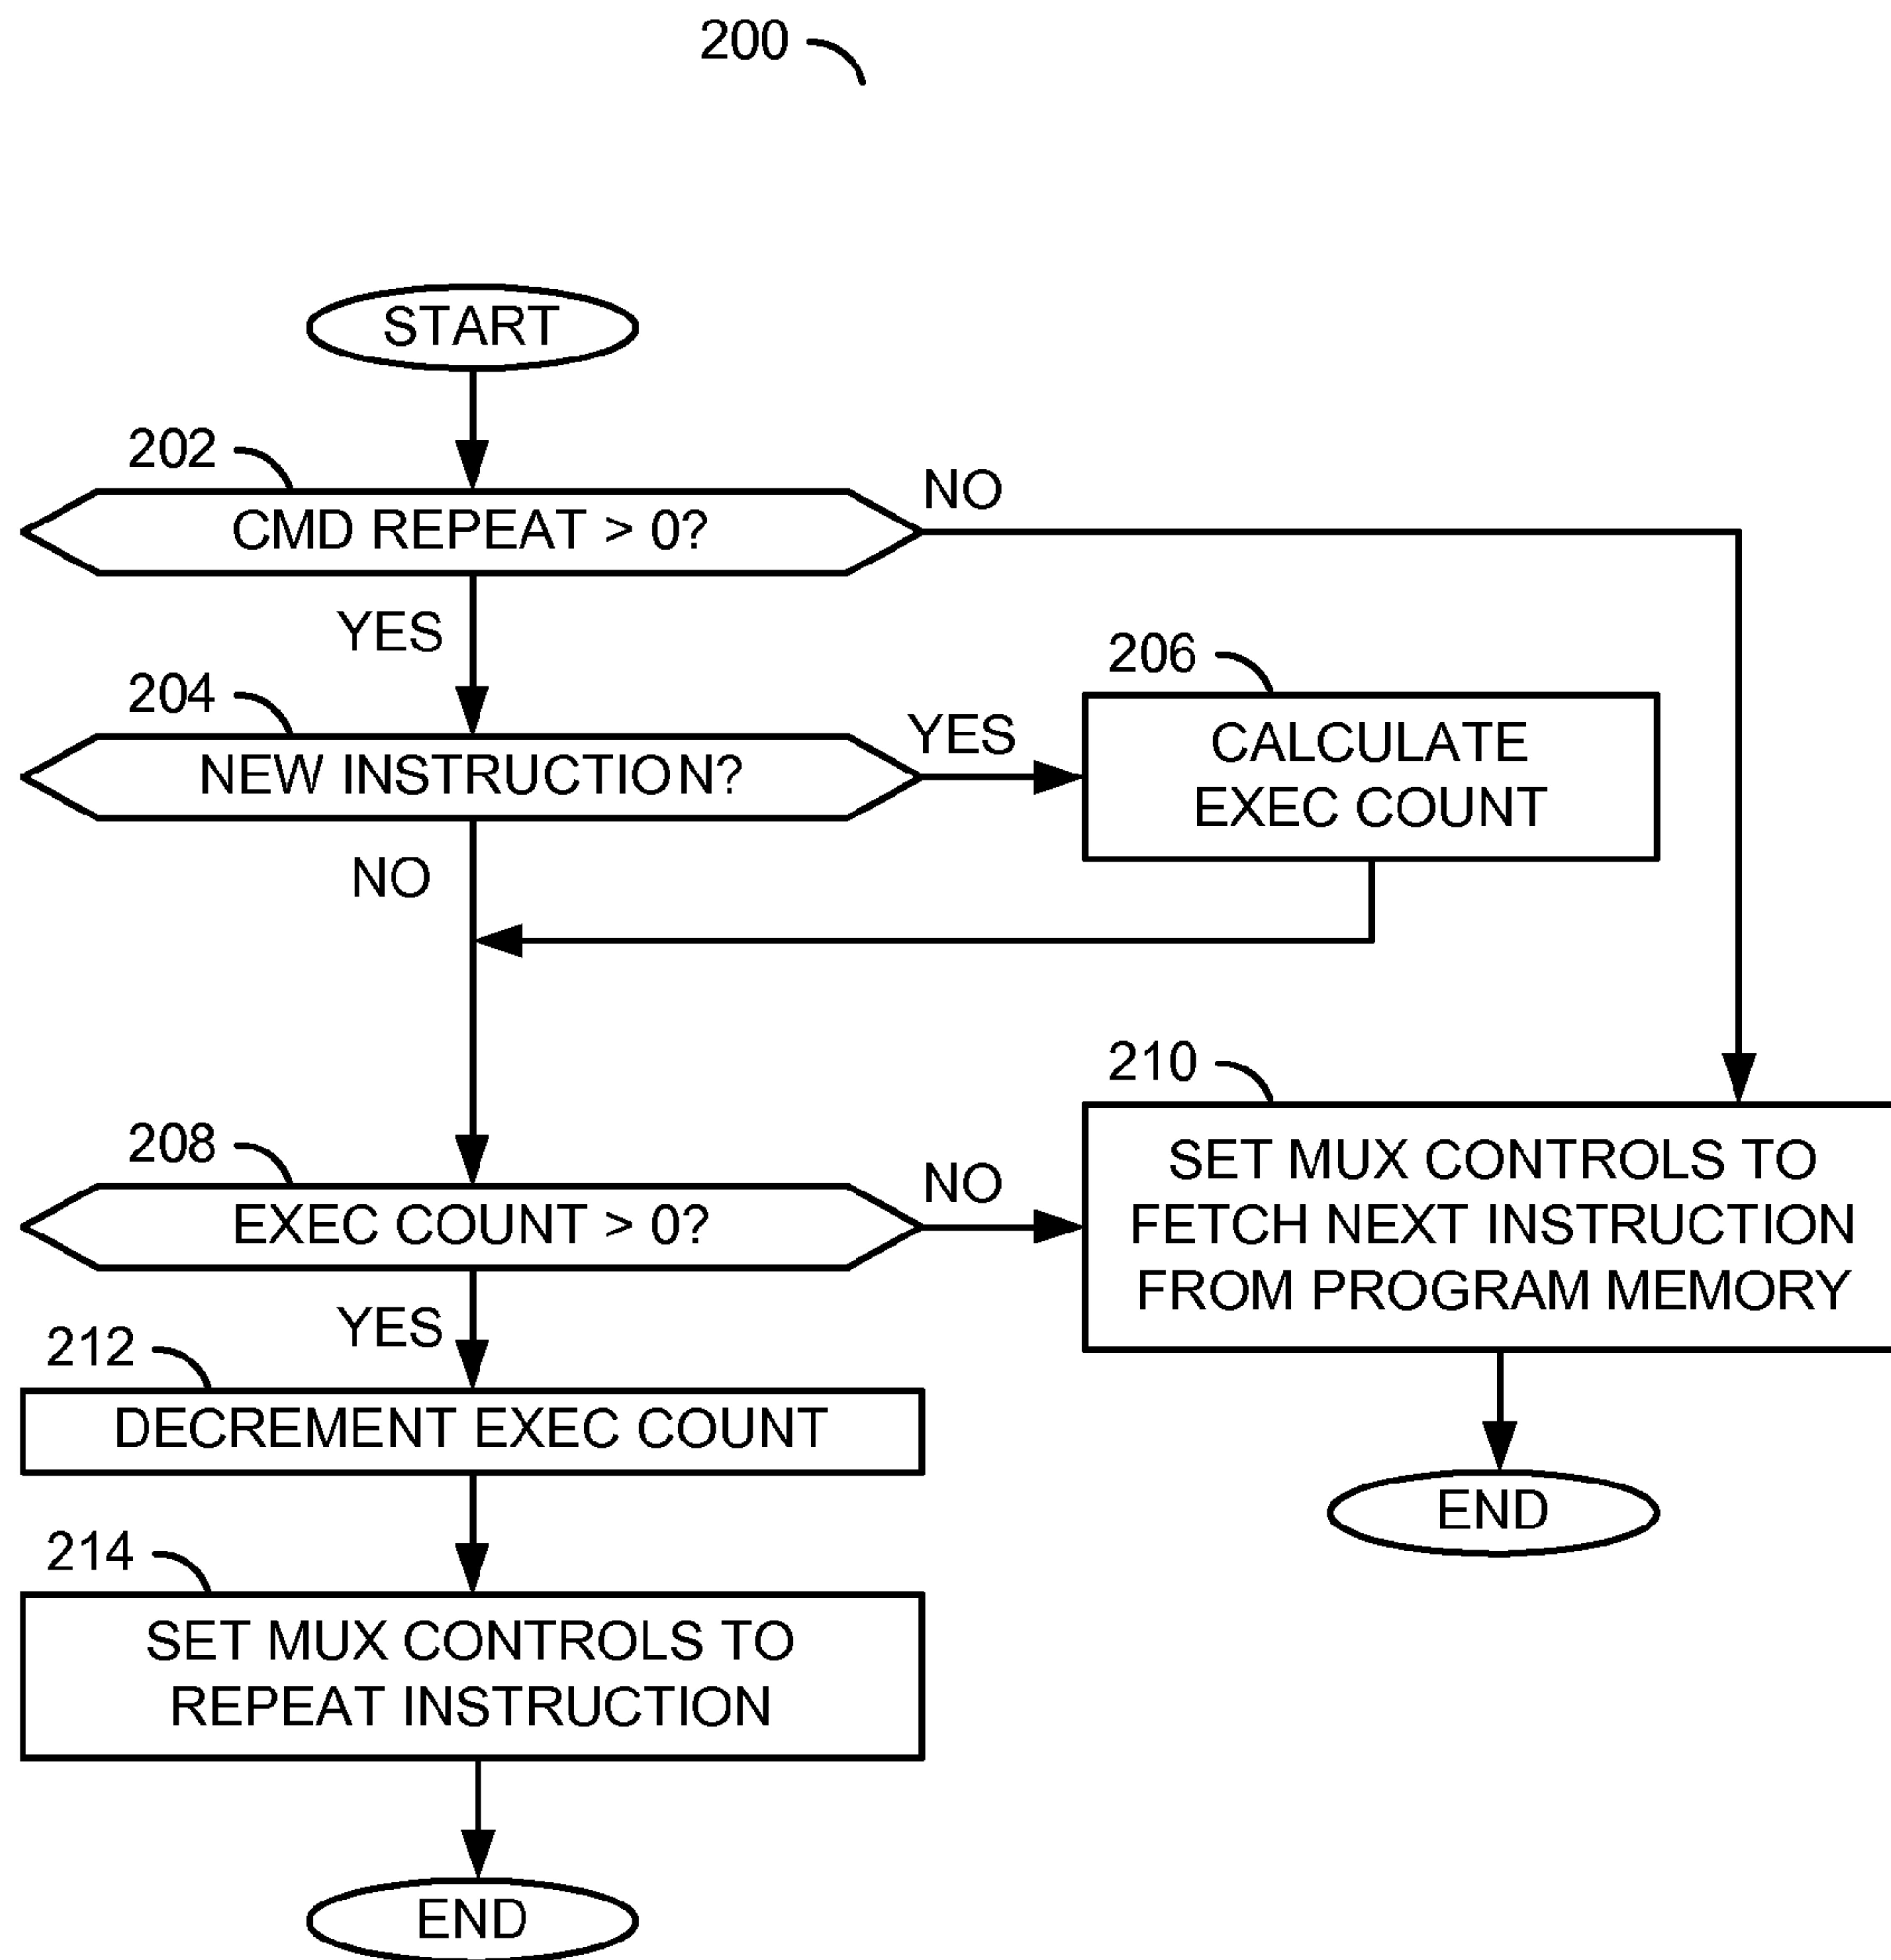 200
START
202
NO
CMD REPEAT > 0?
YES
206
204
YES
CALCULATE
NEW INSTRUCTION?
EXEC COUNT
NO
210
208
NO
SET MUX CONTROLS TO
EXEC COUNT > 0?
FETCH NEXT INSTRUCTION
FROM PROGRAM MEMORY
YES
212
DECREMENT EXEC COUNT
END
214
SET MUX CONTROLS TO
REPEAT INSTRUCTION
END